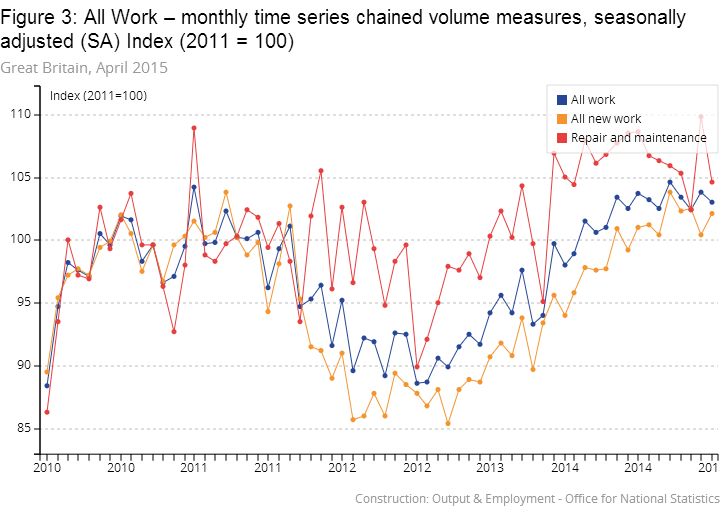 Figure 3: All Work – monthly time series chained volume measures, seasonally
adjusted (SA) Index (2011 = 100)
Great Britain, April 2015
Index (2011=100)
All work
All new work
Repair and maintenance
110
105
100
95
90
85
2010 2010 2011 2011 2012 2012 2013 2014 2014 201
Construction: Output & Employment - Office for National Statistics